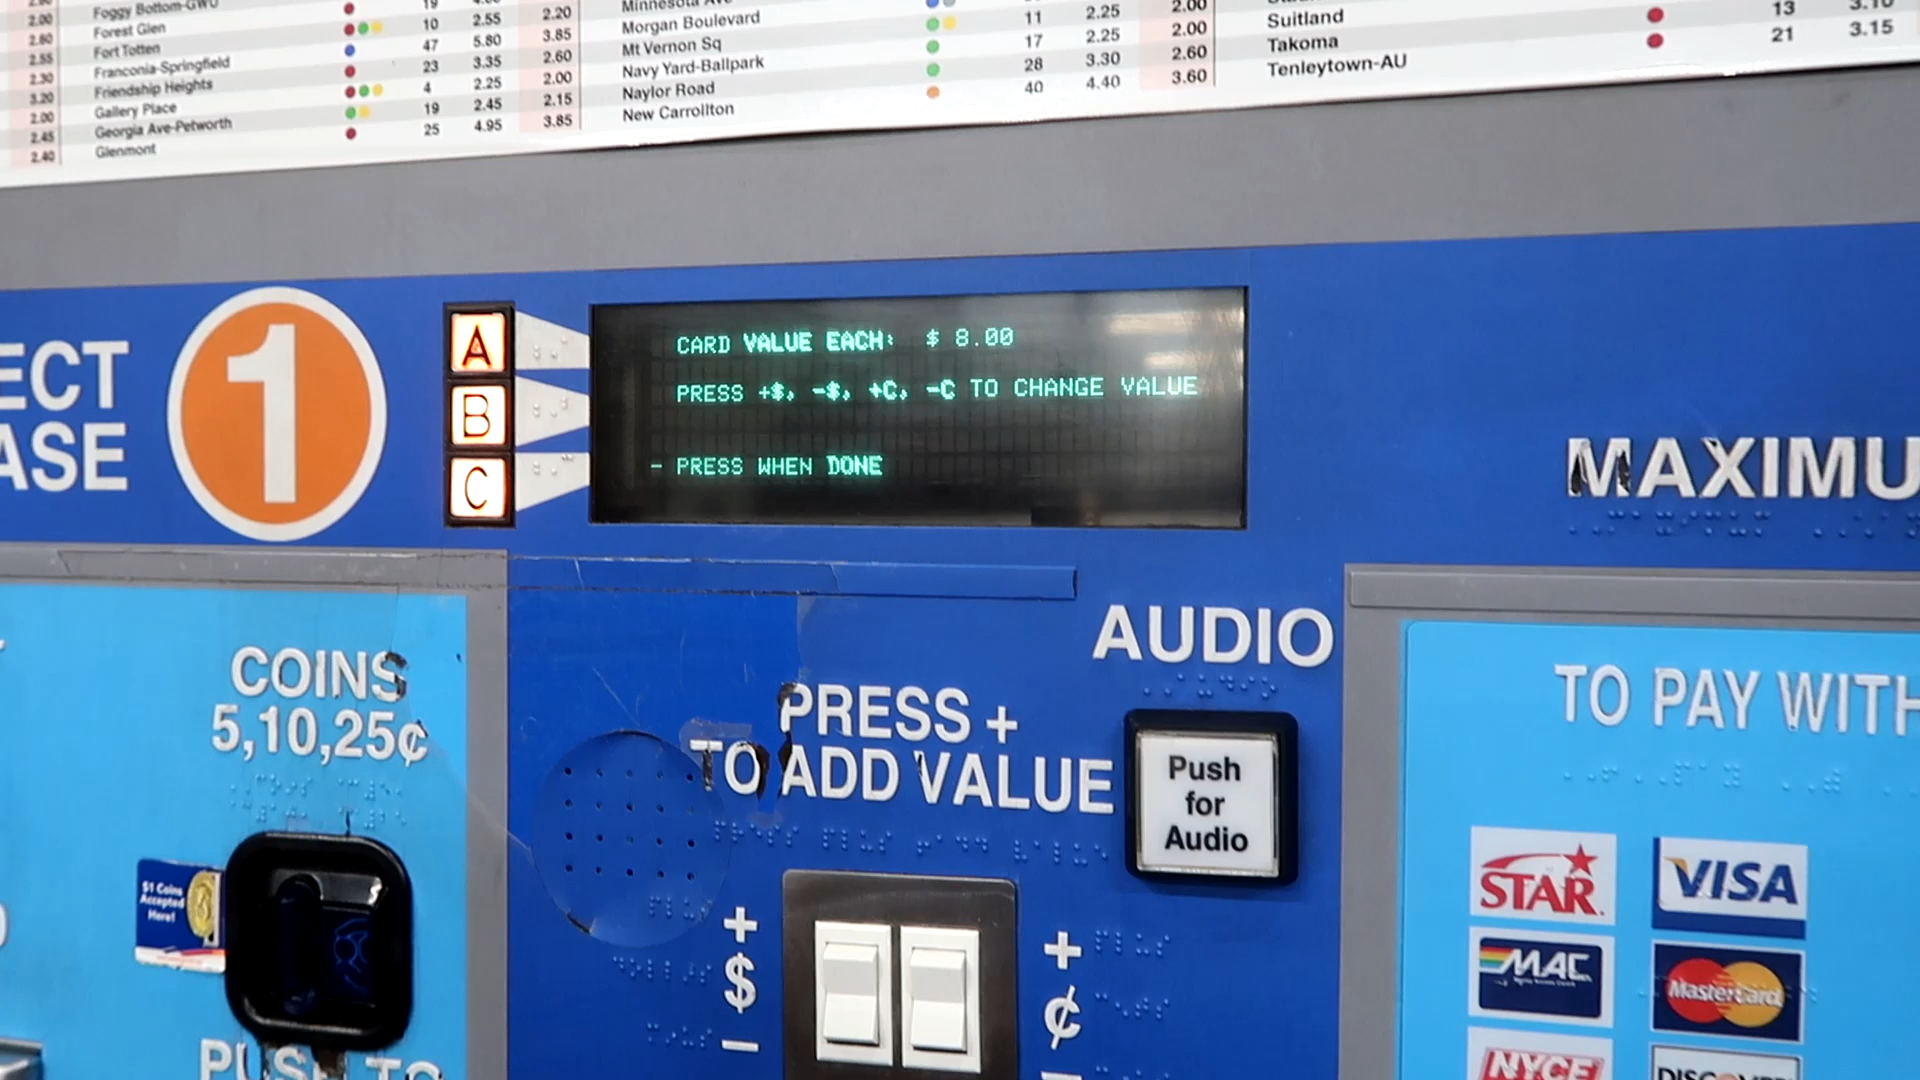 Foggy Bottom-GWU
Forest Glen
Fort Totten
Franconia-Springfield
Friendship Heights
Gallery Place
Georgia Ave-Petworth
Glenmont
2.00
2.80
2.55
2.30
3.20
2.00
2.45
2.40
19
10 2.55 2.20
47 5.80 3.85
23 3.35 2.60
4 2.25 2.00
19 2.45 2.15
25 4.95 3.85
Minnesota Ave
Morgan Boulevard
Mt Vernon Sq
Navy Yard-Ballpark
Naylor Road
New Carrollton
2.00
11 2.25 2.00
17 2.25 2.60
28 3.30 3.60
40 4.40
Suitland
Takoma
Tenleytown-AU
13 3.10
21 3.15
ECT
ASE
1
A
B
C
CARD VALUE EACH: $ 8.00
PRESS +$, -$, +C, -C TO CHANGE VALUE
- PRESS WHEN DONE
MAXIMU
COINS
5,10,25¢
$1 Coins
Accepted
Here!
PUSH TO
PRESS +
TO ADD VALUE
AUDIO
Push
for
Audio
+
$
-
+
¢
-
TO PAY WITH
STAR
VISA
MAC
MasterCard
NYCE
DISCOVER